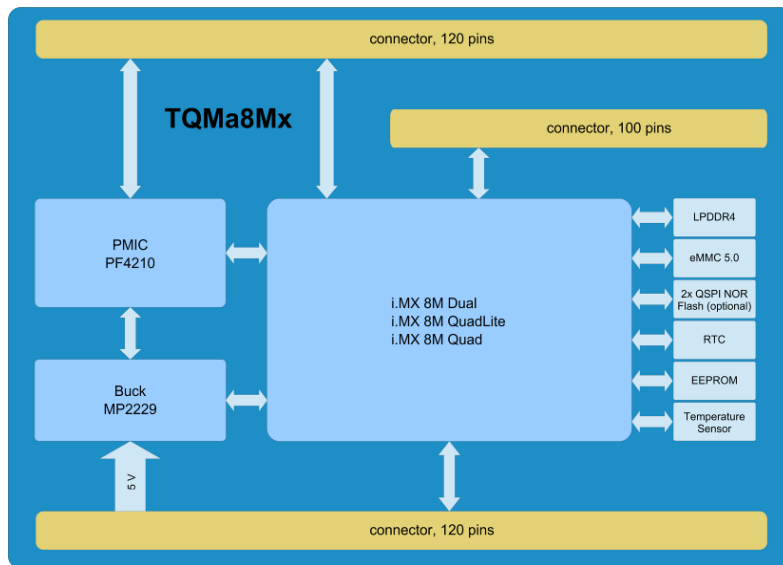 connector, 120 pins
TQMa8Mx
connector, 100 pins
PMIC
PF4210
i.MX 8M Dual
i.MX 8M QuadLite
i.MX 8M Quad
LPDDR4
eMMC 5.0
2x QSPI NOR
Flash (optional)
RTC
EEPROM
Temperature
Sensor
Buck
MP2229
5 V
connector, 120 pins